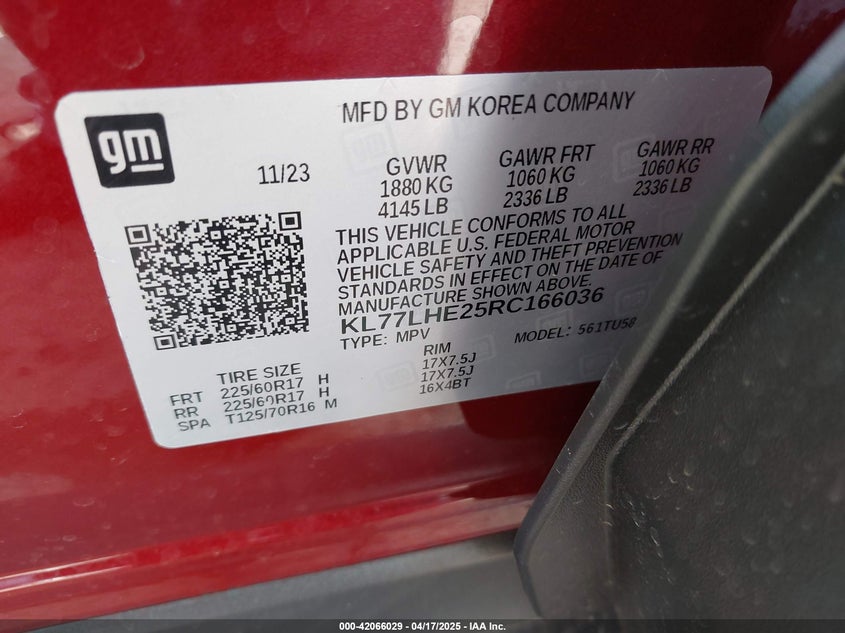 gm
MFD BY GM KOREA COMPANY
11/23
GVWR
1880 KG
4145 LB
GAWR FRT
1060 KG
2336 LB
GAWR RR
1060 KG
2336 LB
THIS VEHICLE CONFORMS TO ALL
APPLICABLE U.S. FEDERAL MOTOR
VEHICLE SAFETY AND THEFT PREVENTION
STANDARDS IN EFFECT ON THE DATE OF
MANUFACTURE SHOWN ABOVE.
KL77LHE25RC166036
TYPE: MPV MODEL: 561TU58
TIRE SIZE RIM
FRT 225/60R17 H 17X7.5J
RR 225/60R17 H 17X7.5J
SPA T125/70R16 M 16X4BT
000-42066029 - 04/17/2025 - IAA Inc.